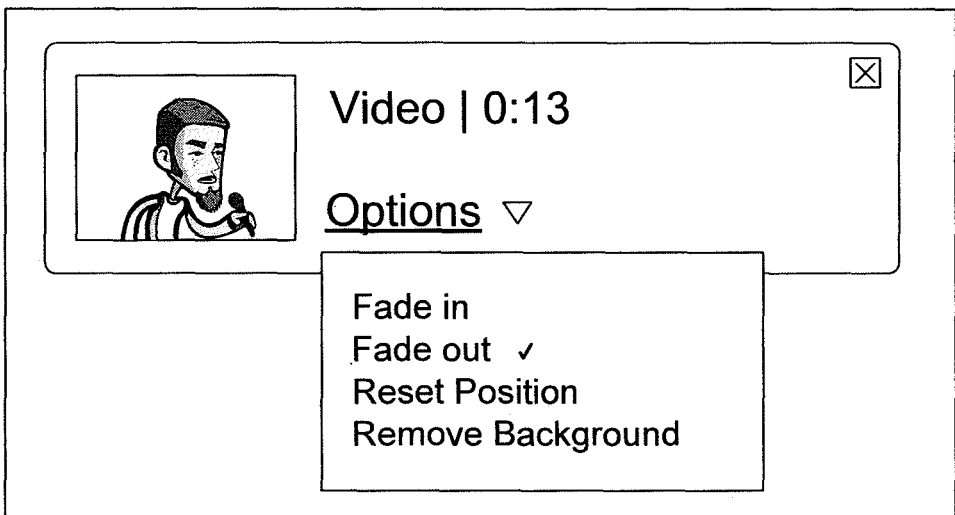 Video | 0:13
Options
Fade in
Fade out ✓
Reset Position
Remove Background